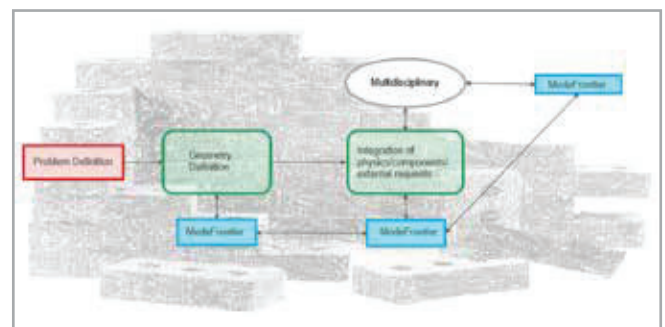 Multidisciplinary
ModeFrontier
Problem Definition
Geometry
Definition
Integration of
physics/components/
external requests
ModeFrontier
ModeFrontier